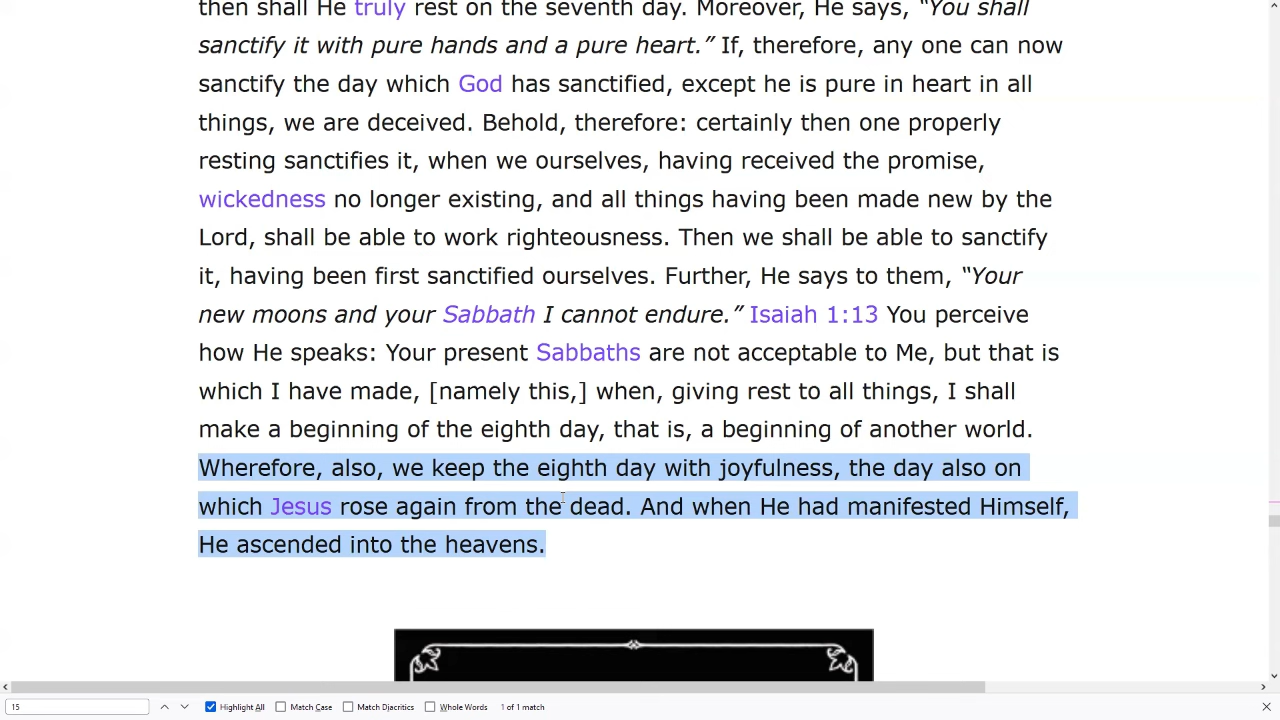 then shall He truly rest on the seventh day. Moreover, He says, “You shall
sanctify it with pure hands and a pure heart.” If, therefore, any one can now
sanctify the day which God has sanctified, except he is pure in heart in all
things, we are deceived. Behold, therefore: certainly then one properly
resting sanctifies it, when we ourselves, having received the promise,
wickedness no longer existing, and all things having been made new by the
Lord, shall be able to work righteousness. Then we shall be able to sanctify
it, having been first sanctified ourselves. Further, He says to them, “Your
new moons and your Sabbath I cannot endure.” Isaiah 1:13 You perceive
how He speaks: Your present Sabbaths are not acceptable to Me, but that is
which I have made, [namely this,] when, giving rest to all things, I shall
make a beginning of the eighth day, that is, a beginning of another world.
Wherefore, also, we keep the eighth day with joyfulness, the day also on
which Jesus rose again from the dead. And when He had manifested Himself,
He ascended into the heavens.
15 Highlight All Match Case Match Diacritics Whole Words 1 of 1 match